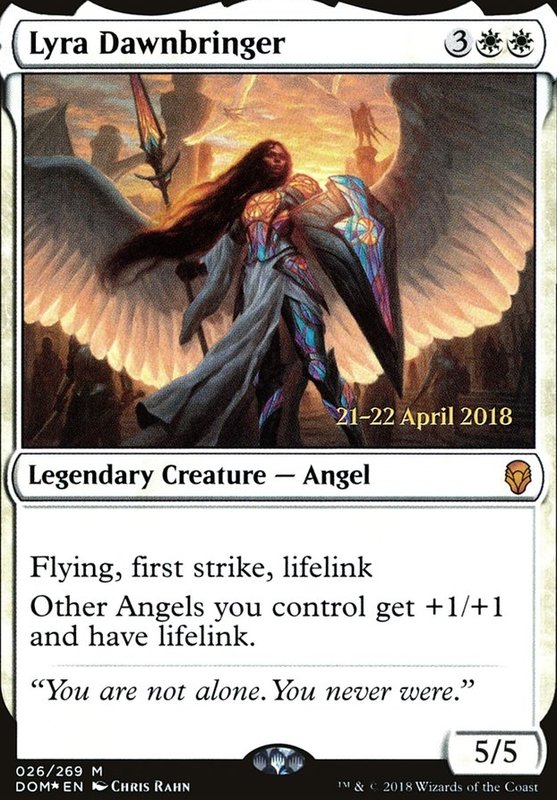 Lyra Dawnbringer
3
21–22 April 2018
Legendary Creature — Angel
Flying, first strike, lifelink
Other Angels you control get +1/+1
and have lifelink.
“You are not alone. You never were.”
5/5
026/269 M
DOM★EN Chris Rahn
™ & © 2018 Wizards of the Coast